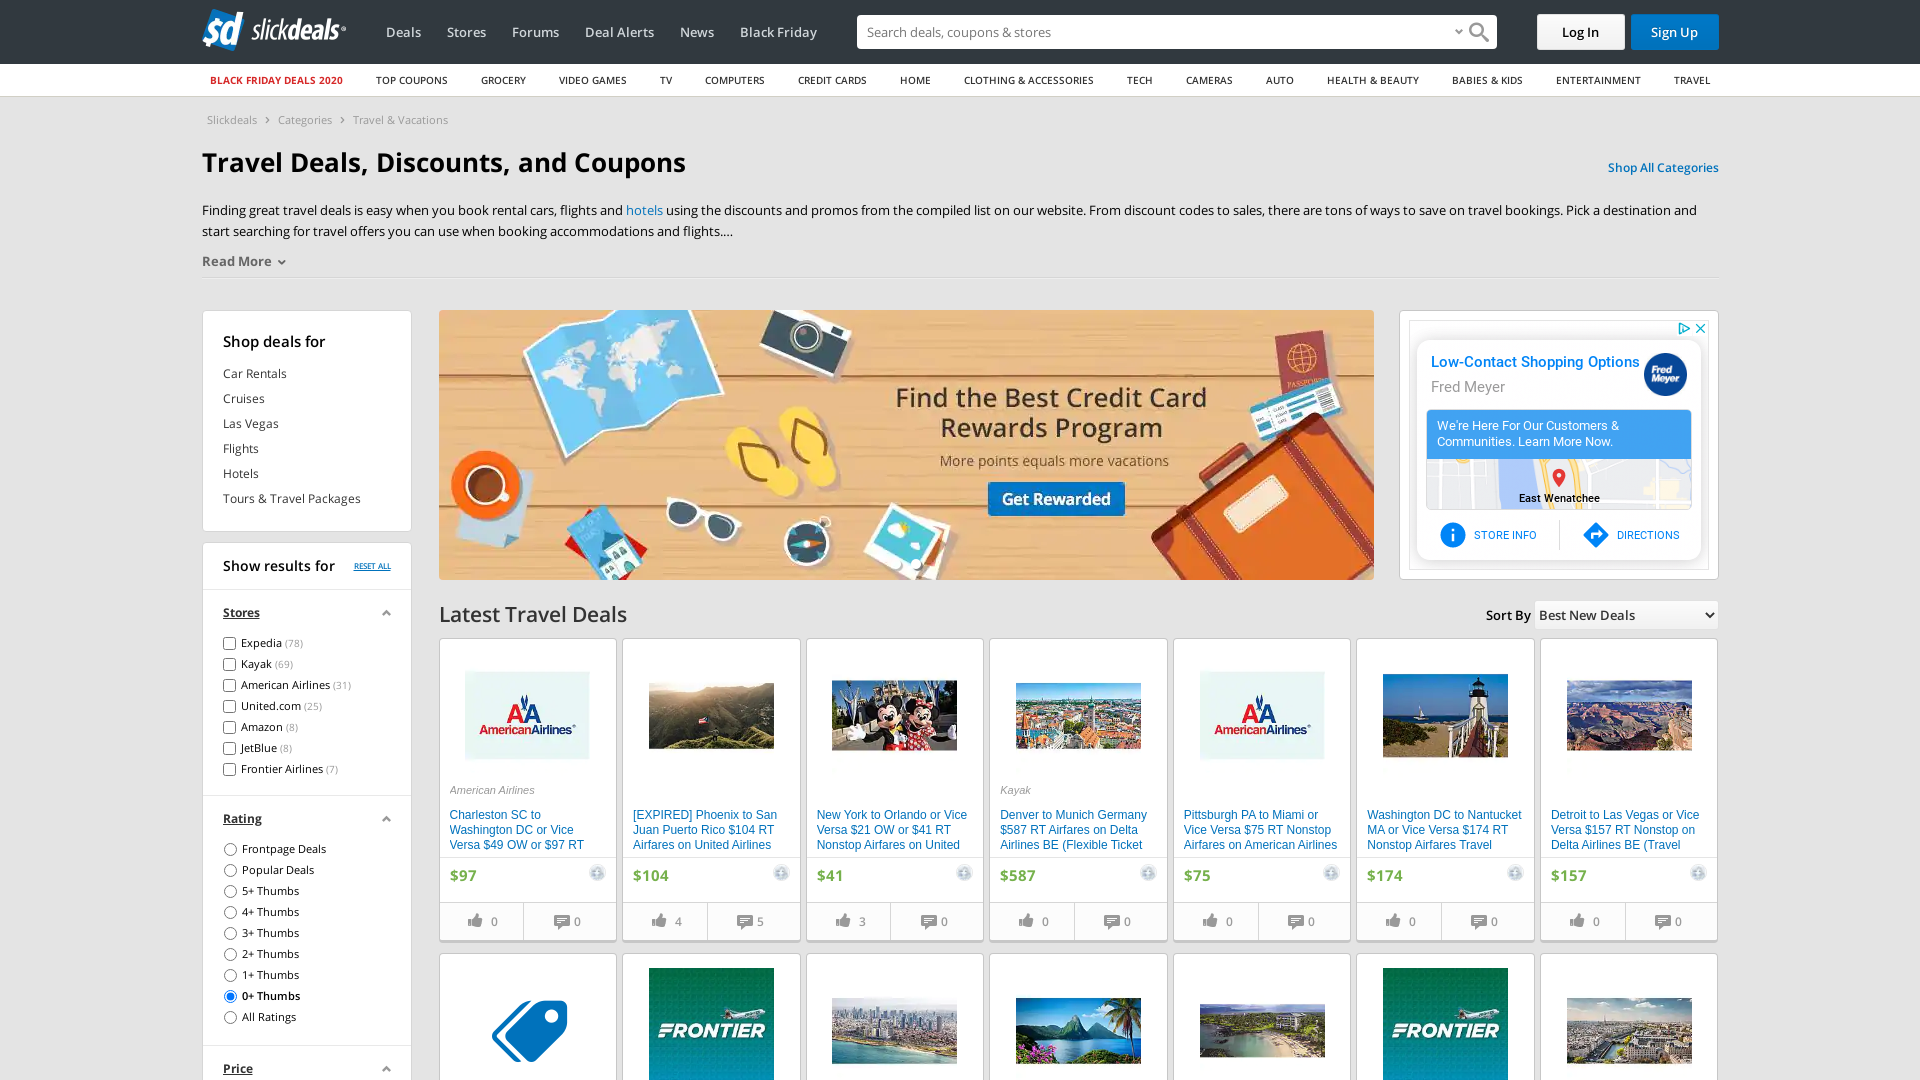 slickdeals
Deals
Stores
Forums
Deal Alerts
News
Black Friday
Search deals, coupons & stores
Log In
Sign Up
BLACK FRIDAY DEALS 2020
TOP COUPONS
GROCERY
VIDEO GAMES
TV
COMPUTERS
CREDIT CARDS
HOME
CLOTHING & ACCESSORIES
TECH
CAMERAS
AUTO
HEALTH & BEAUTY
BABIES & KIDS
ENTERTAINMENT
TRAVEL
Slickdeals
Categories
Travel & Vacations
Travel Deals, Discounts, and Coupons
Shop All Categories
Finding great travel deals is easy when you book rental cars, flights and hotels using the discounts and promos from the compiled list on our website. From discount codes to sales, there are tons of ways to save on travel bookings. Pick a destination and
start searching for travel offers you can use when booking accommodations and flights....
Read More
Shop deals for
Car Rentals
Cruises
Las Vegas
Flights
Hotels
Tours & Travel Packages
Show results for
RESET ALL
Stores
Expedia (78)
Kayak (69)
American Airlines (31)
United.com (25)
Amazon (8)
JetBlue (8)
Frontier Airlines (7)
Rating
Frontpage Deals
Popular Deals
5+ Thumbs
4+ Thumbs
3+ Thumbs
2+ Thumbs
1+ Thumbs
0+ Thumbs
All Ratings
Price
PASSPORT
Find the Best Credit Card
Rewards Program
More points equals more vacations
Get Rewarded
Low-Contact Shopping Options
Fred Meyer
Fred
Meyer
We're Here For Our Customers &
Communities. Learn More Now.
East Wenatchee
STORE INFO
DIRECTIONS
Latest Travel Deals
Sort By
Best New Deals
AmericanAirlines
American Airlines
Charleston SC to
Washington DC or Vice
Versa $49 OW or $97 RT
$97
0
0
[EXPIRED] Phoenix to San
Juan Puerto Rico $104 RT
Airfares on United Airlines
$104
4
5
New York to Orlando or Vice
Versa $21 OW or $41 RT
Nonstop Airfares on United
$41
3
0
Kayak
Denver to Munich Germany
$587 RT Airfares on Delta
Airlines BE (Flexible Ticket
$587
0
0
AmericanAirlines
Pittsburgh PA to Miami or
Vice Versa $75 RT Nonstop
Airfares on American Airlines
$75
0
0
Washington DC to Nantucket
MA or Vice Versa $174 RT
Nonstop Airfares Travel
$174
0
0
Detroit to Las Vegas or Vice
Versa $157 RT Nonstop on
Delta Airlines BE (Travel
$157
0
0
FRONTIER
FRONTIER